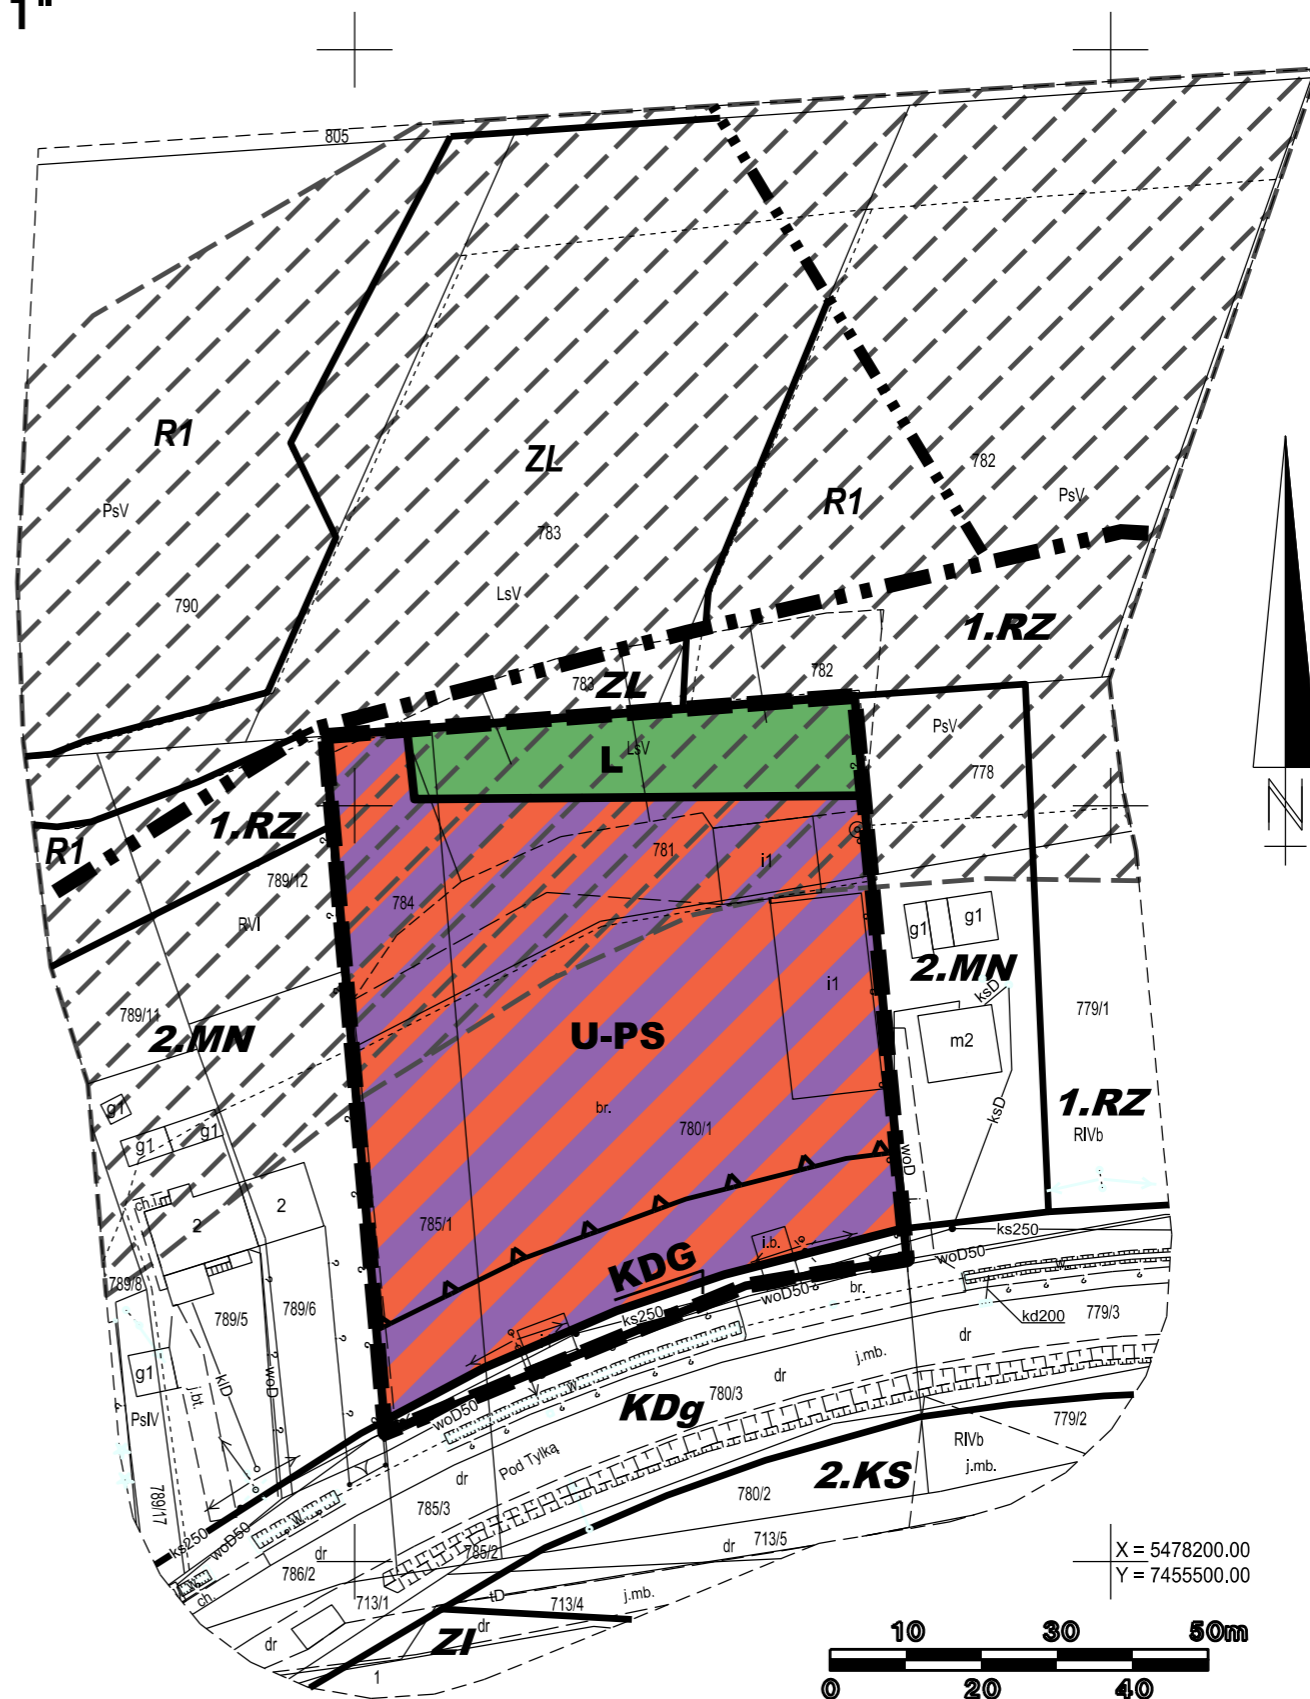 1"
805
R1
ZL
782
PsV
R1
PsV
783
LsV
790
1.RZ
783
ZL
782
PsV
L
LsV
778
1.RZ
R1
781
i1
789/12
784
RVI
g1
g1
2.MN
i1
ksD
789/11
2.MN
U-PS
779/1
m2
g1
br.
ksD
1.RZ
g1
g1
780/1
RIVb
woD
ch.
2
2
785/1
i.b.
ks250
KDG
woD50
w
789/8
789/6
woD50
br.
kd200
779/3
789/5
ks250
dr
g1
j.bt.
klD
woD
w
j.mb.
dr
780/3
PsIV
woD50
KDg
779/2
RIVb
Pod Tylką
dr
2.KS
j.mb.
789/17
785/3
780/2
w
ks250
woD50
dr
713/5
X = 5478200.00
785/2
786/2
Y = 7455500.00
w
ch.
713/1
tD
713/4
j.mb.
dr
dr
ZI
1
10 30 50m
0 20 40
N